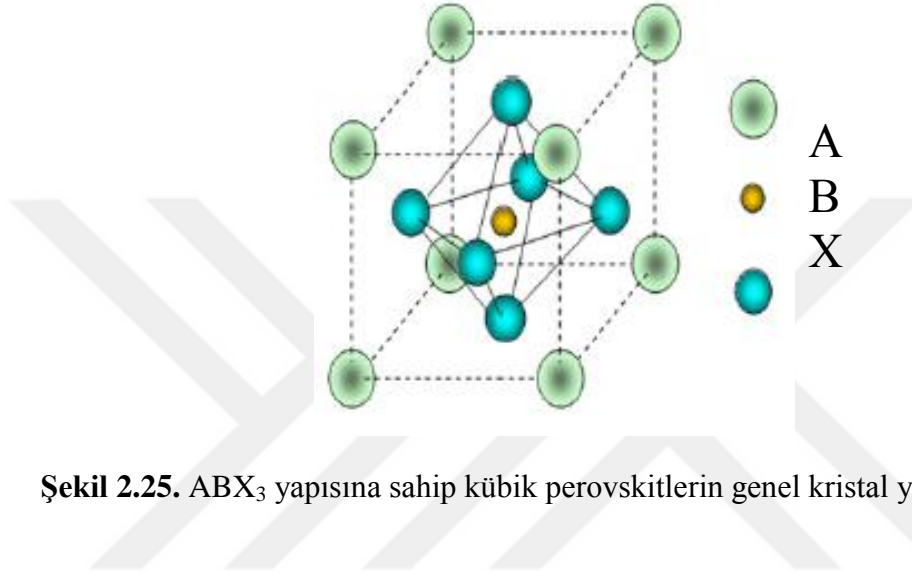 A
B
X
Şekil 2.25. ABX₃ yapısına sahip kübik perovskitlerin genel kristal y